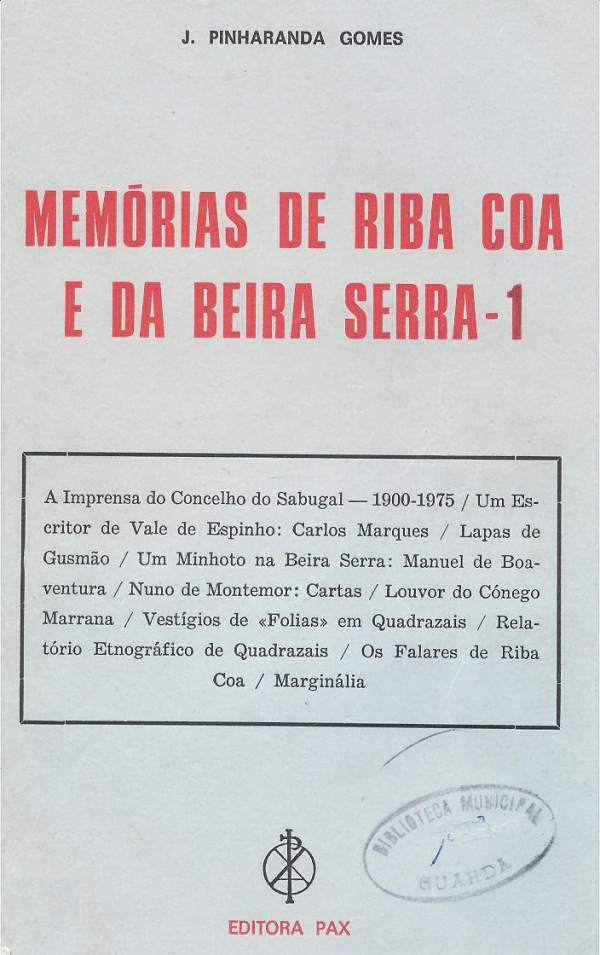 J. PINHARANDA GOMES
MEMÓRIAS DE RIBA COA
E DA BEIRA SERRA-1
A Imprensa do Concelho do Sabugal — 1900-1975 / Um Es-
critor de Vale de Espinho: Carlos Marques / Lapas de
Gusmão / Um Minhoto na Beira Serra: Manuel de Boa-
ventura / Nuno de Montemor: Cartas / Louvor do Cónego
Marrana / Vestígios de «Folias» em Quadrazais / Rela-
tório Etnográfico de Quadrazais / Os Falares de Riba
Coa / Marginália
BIBLIOTECA MUNICIPAL
GUARDA
EDITORA PAX